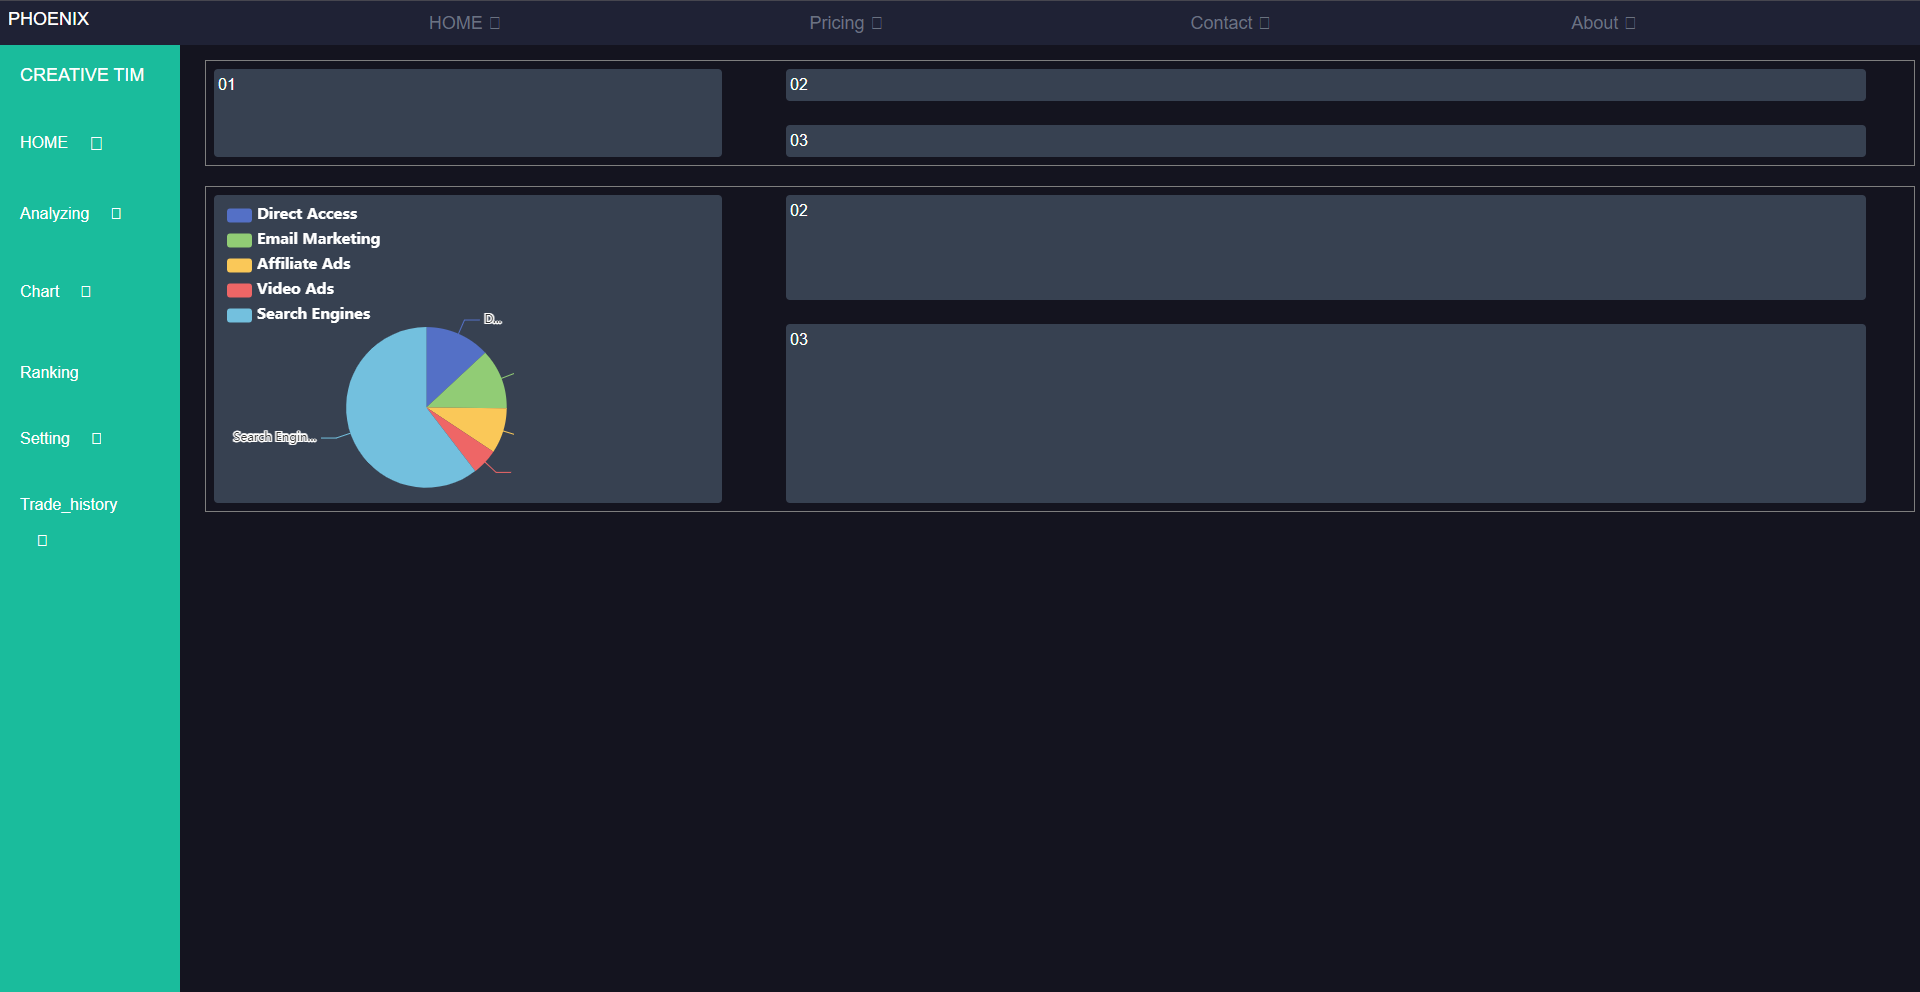 PHOENIX
HOME
Pricing
Contact
About
CREATIVE TIM
HOME
Analyzing
Chart
Ranking
Setting
Trade_history
01
02
03
Direct Access
Email Marketing
Affiliate Ads
Video Ads
Search Engines
D...
Search Engin...
02
03